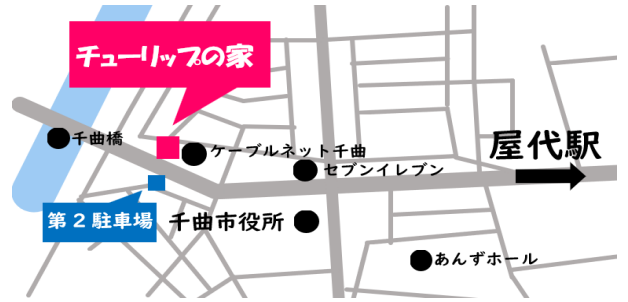 チューリップの家
千曲橋
ケーブルネット千曲
屋代駅
セブンイレブン
第2駐車場
千曲市役所
あんずホール